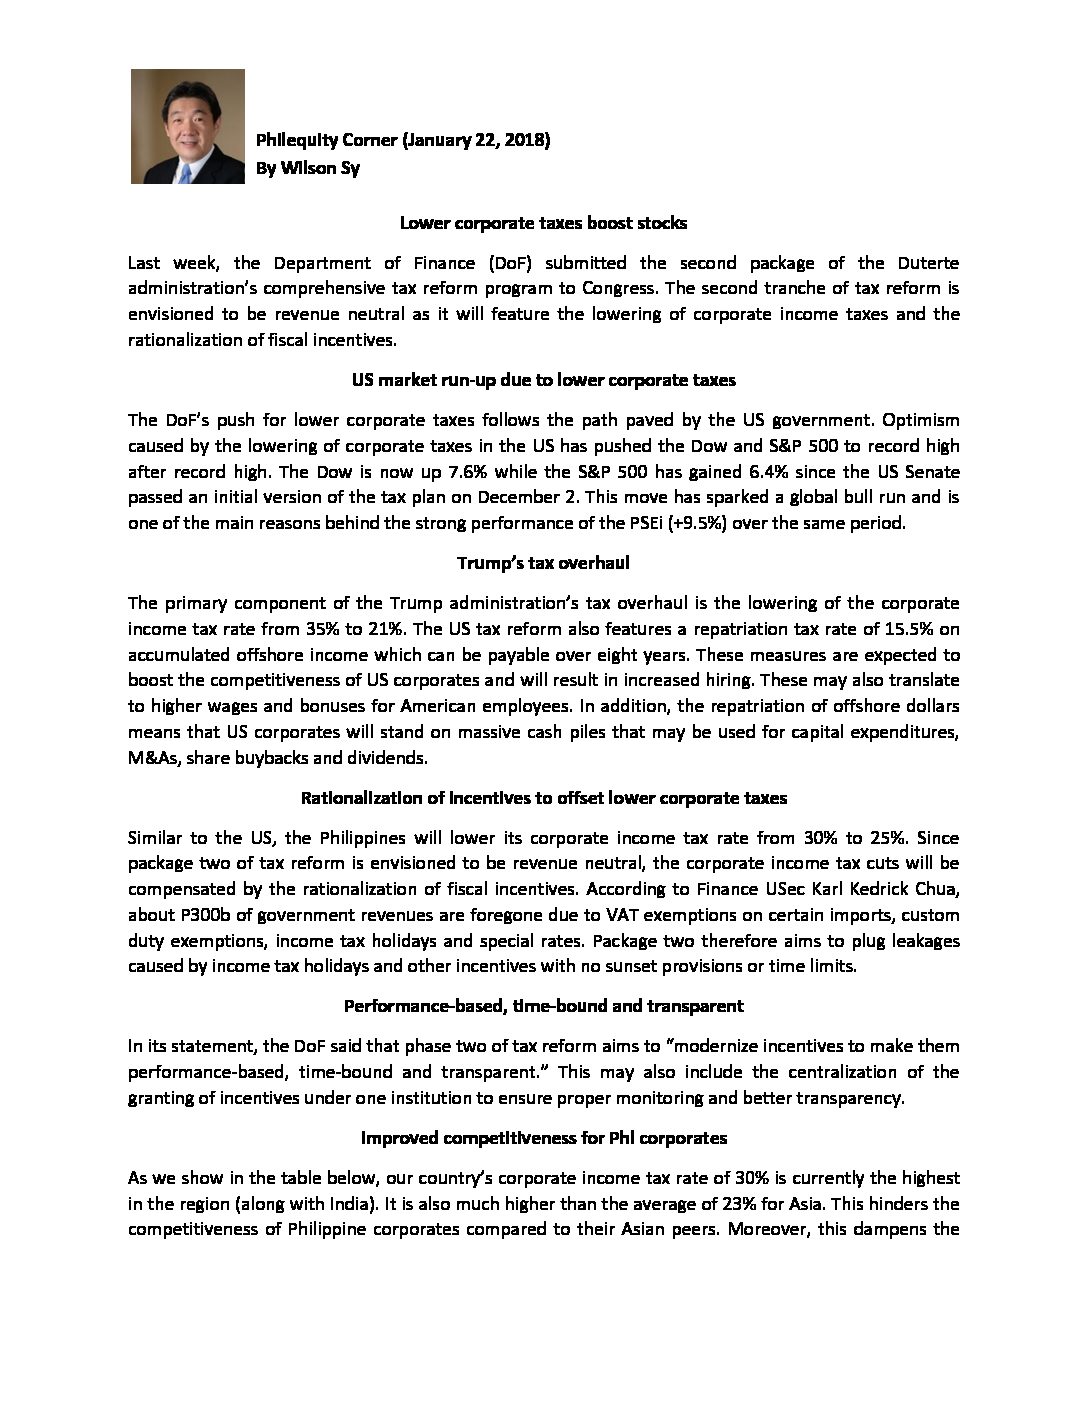 Philequity Corner (January 22, 2018)
By Wilson Sy
Lower corporate taxes boost stocks
Last week, the Department of Finance (DoF) submitted the second package of the Duterte
administration's comprehensive tax reform program to Congress. The second tranche of tax reform is
envisioned to be revenue neutral as it will feature the lowering of corporate income taxes and the
rationalization of fiscal incentives.
US market run-up due to lower corporate taxes
The DoF's push for lower corporate taxes follows the path paved by the US government. Optimism
caused by the lowering of corporate taxes in the US has pushed the Dow and S&P 500 to record high
after record high. The Dow is now up 7.6% while the S&P 500 has gained 6.4% since the US Senate
passed an initial version of the tax plan on December 2. This move has sparked a global bull run and is
one of the main reasons behind the strong performance of the PSEi (+9.5%) over the same period.
Trump's tax overhaul
The primary component of the Trump administration's tax overhaul is the lowering of the corporate
income tax rate from 35% to 21%. The US tax reform also features a repatriation tax rate of 15.5% on
accumulated offshore income which can be payable over eight years. These measures are expected to
boost the competitiveness of US corporates and will result in increased hiring. These may also translate
to higher wages and bonuses for American employees. In addition, the repatriation of offshore dollars
means that US corporates will stand on massive cash piles that may be used for capital expenditures,
M&As, share buybacks and dividends.
Rationalization of incentives to offset lower corporate taxes
Similar to the US, the Philippines will lower its corporate income tax rate from 30% to 25%. Since
package two of tax reform is envisioned to be revenue neutral, the corporate income tax cuts will be
compensated by the rationalization of fiscal incentives. According to Finance USec Karl Kedrick Chua,
about P300b of government revenues are foregone due to VAT exemptions on certain imports, custom
duty exemptions, income tax holidays and special rates. Package two therefore aims to plug leakages
caused by income tax holidays and other incentives with no sunset provisions or time limits.
Performance-based, time-bound and transparent
In its statement, the DoF said that phase two of tax reform aims to “modernize incentives to make them
performance-based, time-bound and transparent.” This may also include the centralization of the
granting of incentives under one institution to ensure proper monitoring and better transparency.
Improved competitiveness for Phi corporates
As we show in the table below, our country's corporate income tax rate of 30% is currently the highest
in the region (along with India). It is also much higher than the average of 23% for Asia. This hinders the
competitiveness of Philippine corporates compared to their Asian peers. Moreover, this dampens the